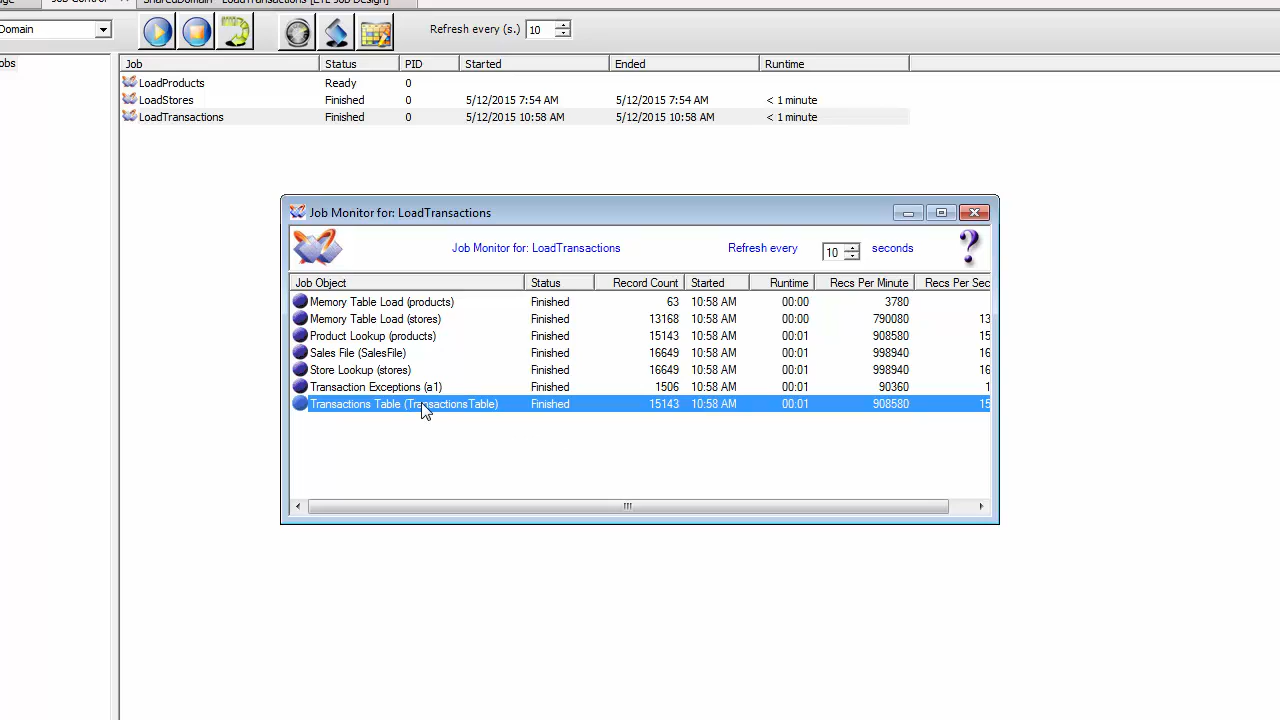 Job Control
SharedDomain - LoadTransactions [ETL Job Design]
Domain
Refresh every (s.) 10
obs
Job Status PID Started Ended Runtime
LoadProducts Ready 0
LoadStores Finished 0 5/12/2015 7:54 AM 5/12/2015 7:54 AM < 1 minute
LoadTransactions Finished 0 5/12/2015 10:58 AM 5/12/2015 10:58 AM < 1 minute
Job Monitor for: LoadTransactions
Job Monitor for: LoadTransactions Refresh every 10 seconds
Job Object Status Record Count Started Runtime Recs Per Minute Recs Per Sec
Memory Table Load (products) Finished 63 10:58 AM 00:00 3780
Memory Table Load (stores) Finished 13168 10:58 AM 00:00 790080 13
Product Lookup (products) Finished 15143 10:58 AM 00:01 908580 15
Sales File (SalesFile) Finished 16649 10:58 AM 00:01 998940 16
Store Lookup (stores) Finished 16649 10:58 AM 00:01 998940 16
Transaction Exceptions (a1) Finished 1506 10:58 AM 00:01 90360 1
Transactions Table (TransactionsTable) Finished 15143 10:58 AM 00:01 908580 15